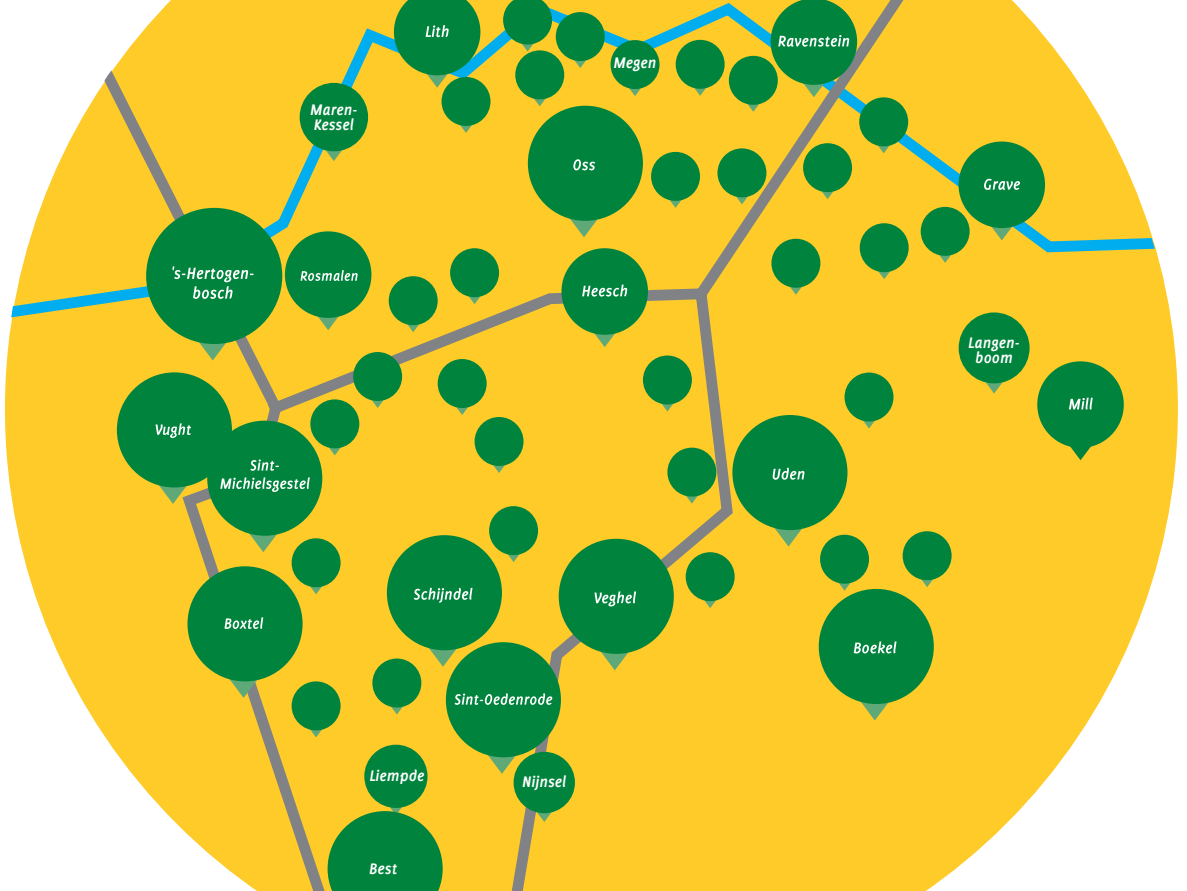 Lith
Ravenstein
Megen
Maren-
Kessel
Oss
Grave
's-Hertogen-
bosch
Rosmalen
Heesch
Langen-
boom
Mill
Vught
Sint-
Michielsgestel
Uden
Schijndel
Veghel
Boxtel
Boekel
Sint-Oedenrode
Liempde
Nijnsel
Best